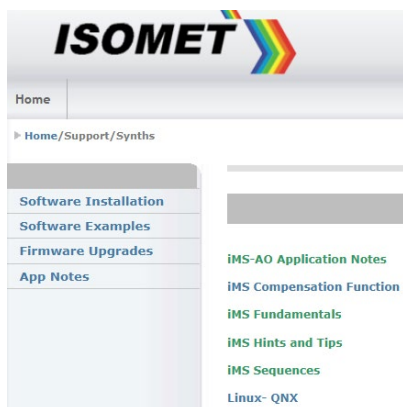 ISOMET
Home
Home/Support/Synths
Software Installation
Software Examples
Firmware Upgrades
App Notes
iMS-AO Application Notes
iMS Compensation Function
iMS Fundamentals
iMS Hints and Tips
iMS Sequences
Linux- QNX